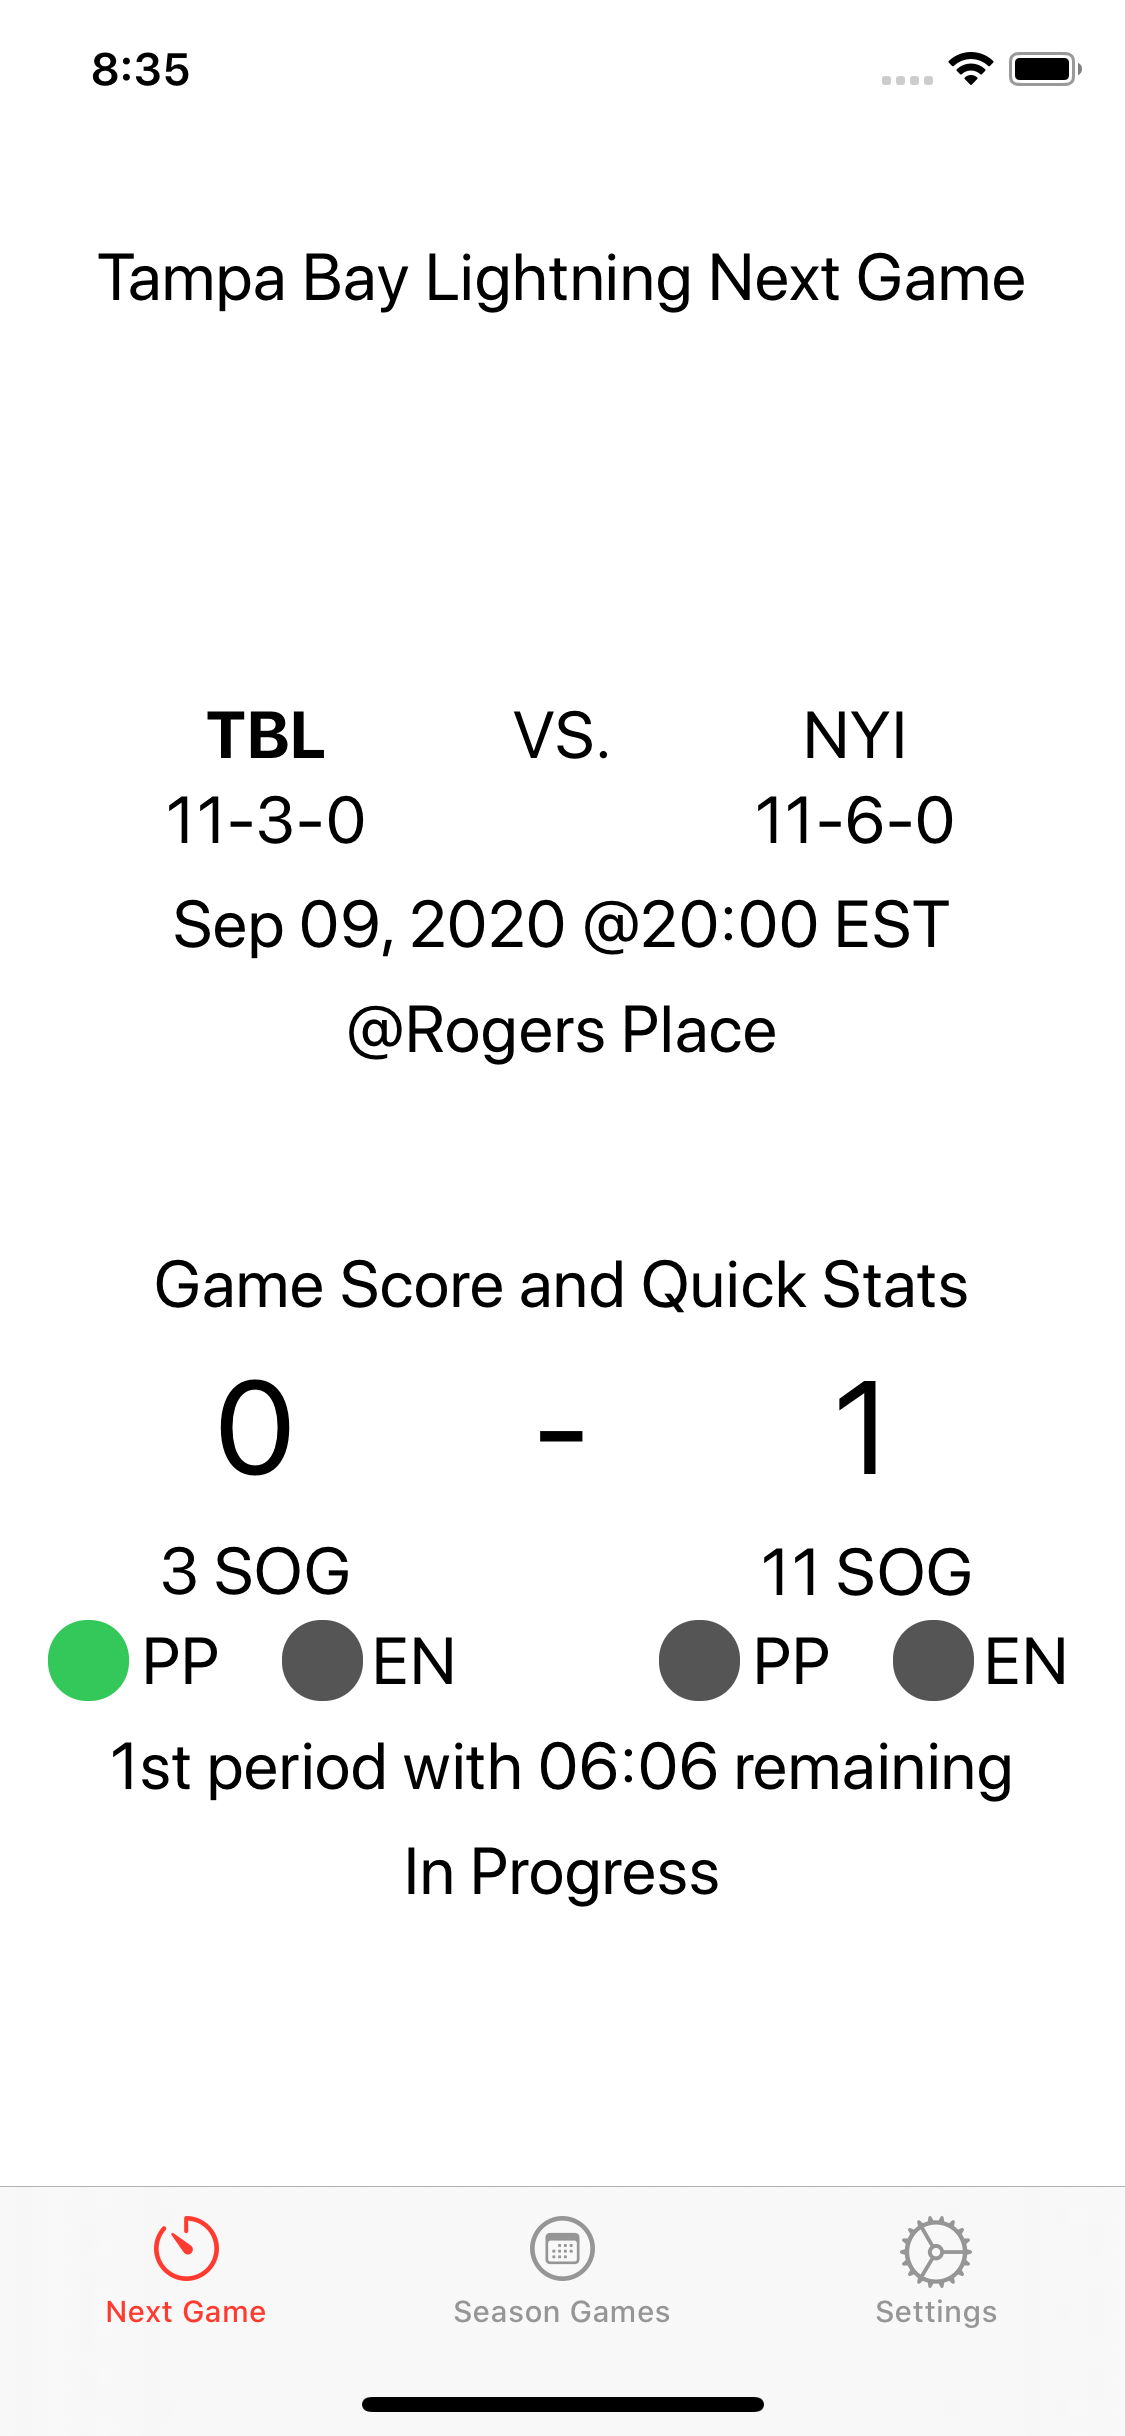 8:35
Tampa Bay Lightning Next Game
TBL VS. NYI
11-3-0 11-6-0
Sep 09, 2020 @20:00 EST
@Rogers Place
Game Score and Quick Stats
0 - 1
3 SOG 11 SOG
PP EN PP EN
1st period with 06:06 remaining
In Progress
Next Game Season Games Settings